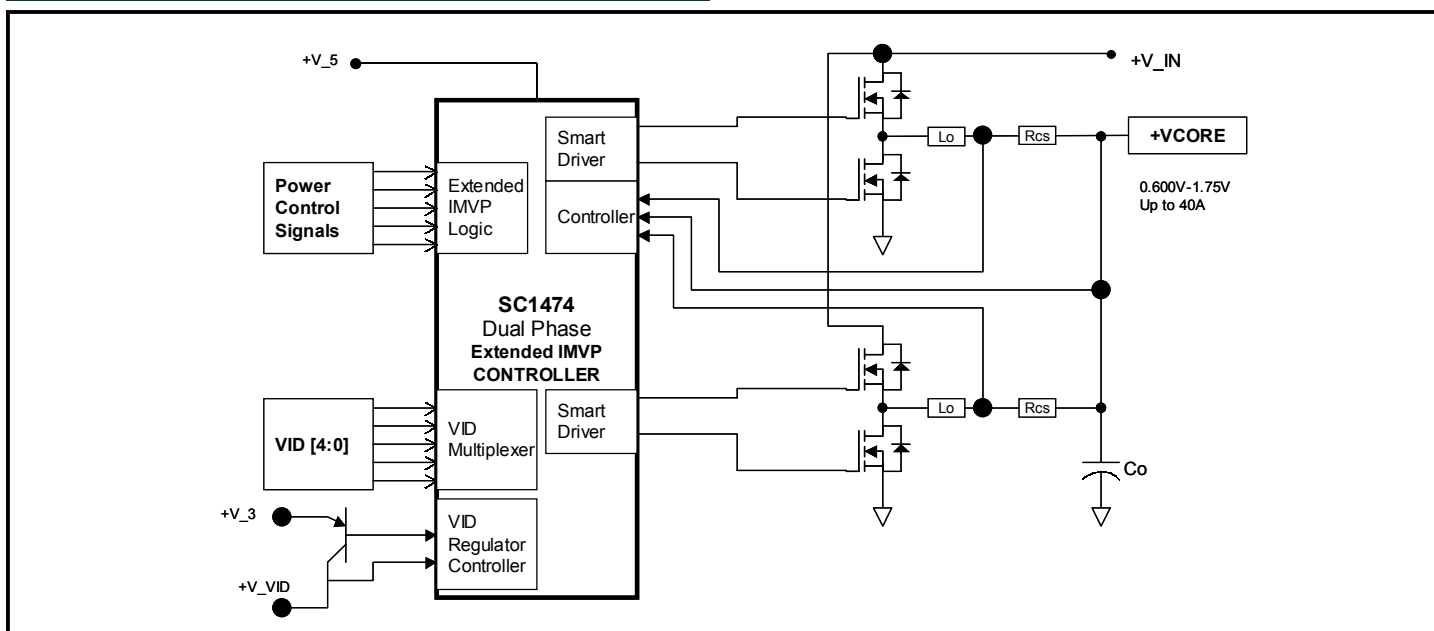 +V_5
+V_IN
Smart
Driver
Lo
Rcs
+VCORE
Power
Control
Signals
Extended
IMVP
Logic
Controller
0.600V-1.75V
Up to 40A
SC1474
Dual Phase
Extended IMVP
CONTROLLER
VID [4:0]
VID
Multiplexer
Smart
Driver
Lo
Rcs
Co
+V_3
VID
Regulator
Controller
+V_VID